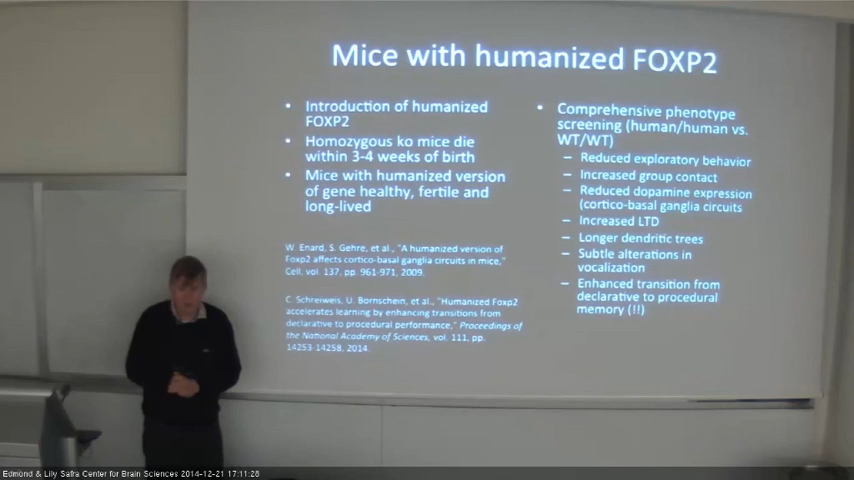 Mice with humanized FOXP2
• Introduction of humanized
FOXP2
• Homozygous ko mice die
within 3-4 weeks of birth
• Mice with humanized version
of gene healthy, fertile and
long-lived
W. Enard, S. Gehre, et al., "A humanized version of
Foxp2 affects cortico-basal ganglia circuits in mice,"
Cell, vol. 137, pp. 961-971, 2009.
C. Schreiweis, U. Bornschein, et al., "Humanized Foxp2
accelerates learning by enhancing transitions from
declarative to procedural performance," Proceedings of
the National Academy of Sciences, vol. 111, pp.
14253-14258, 2014.
• Comprehensive phenotype
screening (human/human vs.
WT/WT)
– Reduced exploratory behavior
– Increased group contact
– Reduced dopamine expression
(cortico-basal ganglia circuits
– Increased LTD
– Longer dendritic trees
– Subtle alterations in
vocalization
– Enhanced transition from
declarative to procedural
memory (!!)
Edmond & Lily Safra Center for Brain Sciences 2014-12-21 17:11:28